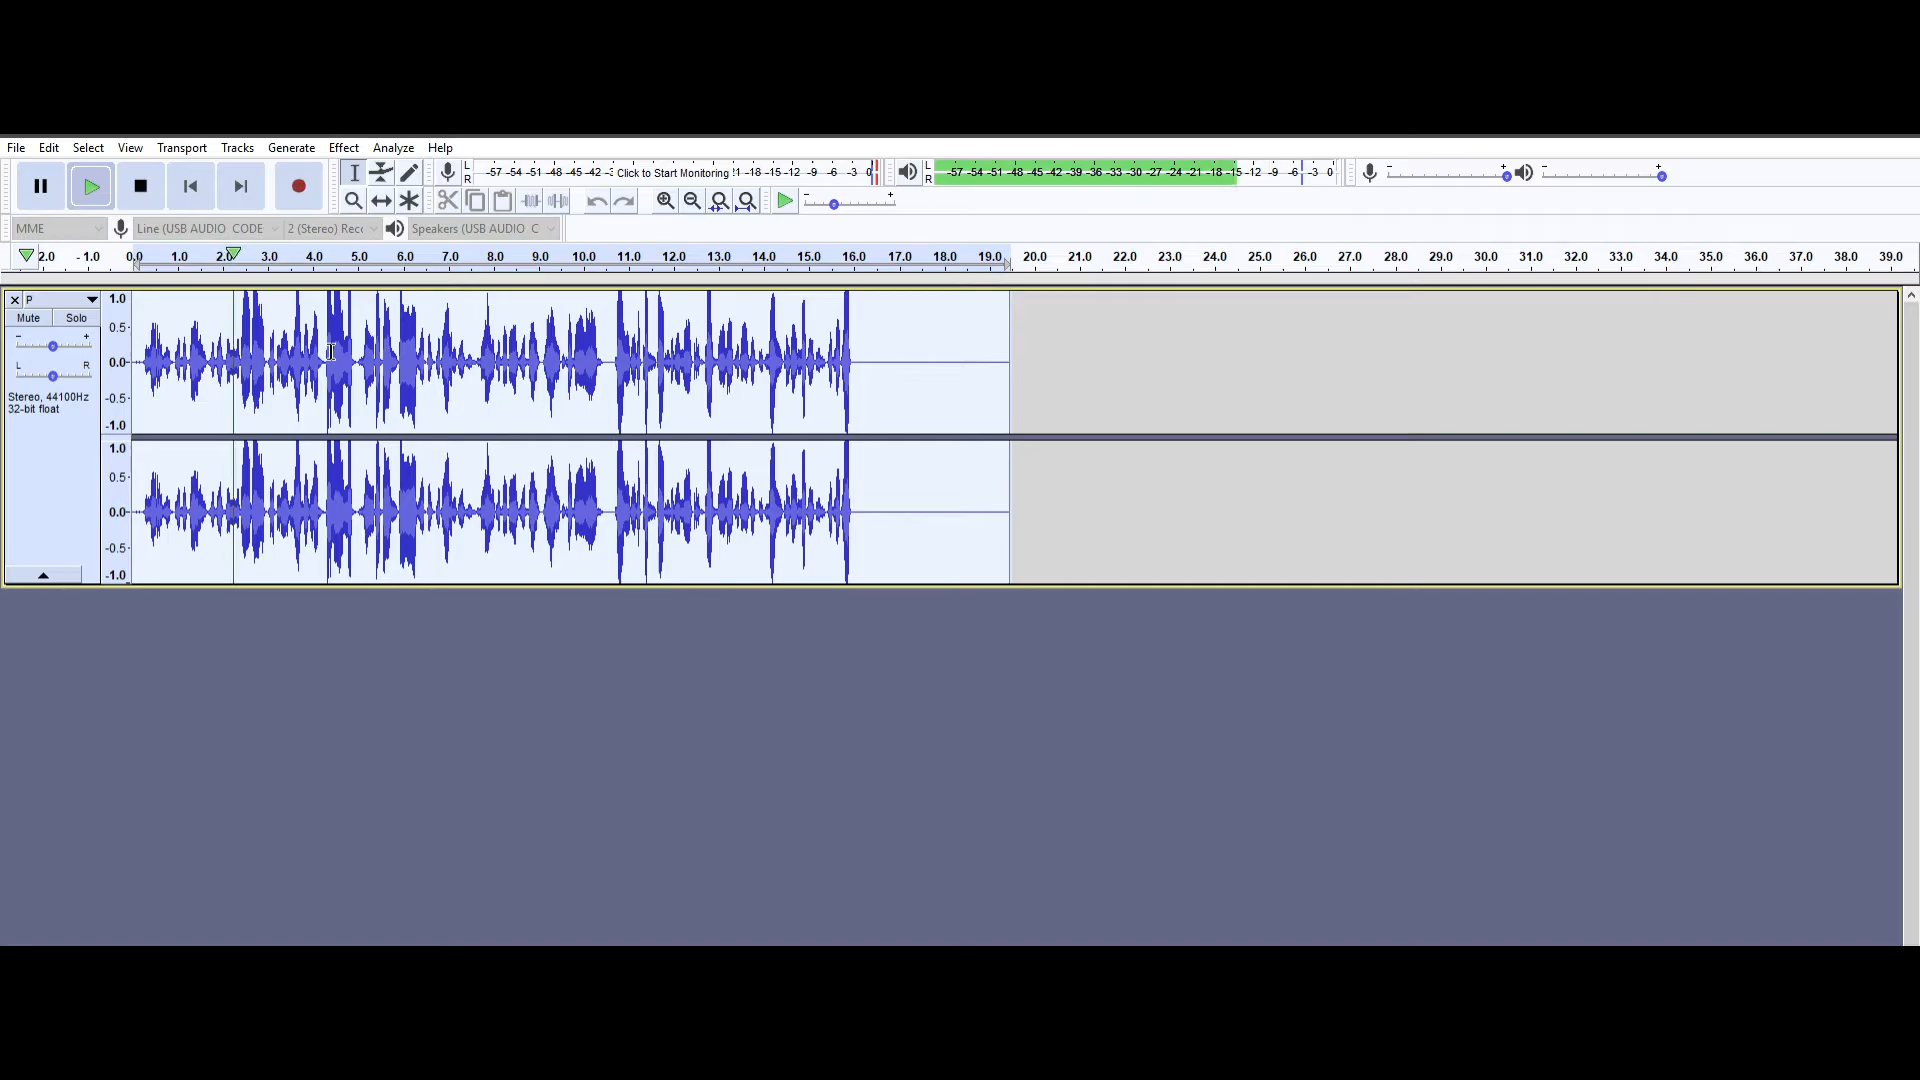 File Edit Select View Transport Tracks Generate Effect Analyze Help
L R -57 -54 -51 -48 -45 -42 -3 Click to Start Monitoring -18 -15 -12 -9 -6 -3 0 L R -57 -54 -51 -48 -45 -42 -39 -36 -33 -30 -27 -24 -21 -18 -15 -12 -9 -6 -3 0 - + - +
- +
MME Line (USB AUDIO CODE 2 (Stereo) Recc Speakers (USB AUDIO C
2.0 - 1.0 0.0 1.0 2.0 3.0 4.0 5.0 6.0 7.0 8.0 9.0 10.0 11.0 12.0 13.0 14.0 15.0 16.0 17.0 18.0 19.0 20.0 21.0 22.0 23.0 24.0 25.0 26.0 27.0 28.0 29.0 30.0 31.0 32.0 33.0 34.0 35.0 36.0 37.0 38.0 39.0
X P 1.0
Mute Solo
0.5
- +
0.0
L R
Stereo, 44100Hz
-0.5
32-bit float
-1.0
1.0
0.5
0.0
-0.5
-1.0